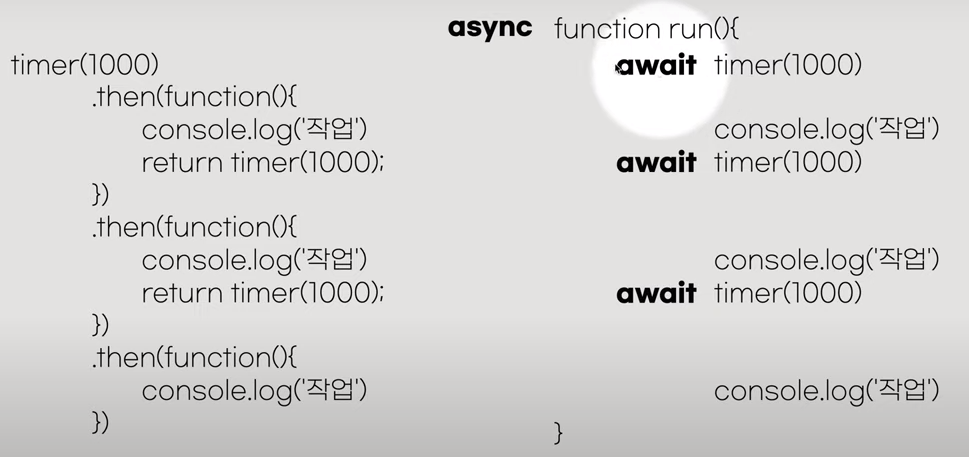 timer(1000)
.then(function(){
console.log('작업')
return timer(1000);
})
.then(function(){
console.log('작업')
return timer(1000);
})
.then(function(){
console.log('작업')
})
async function run(){
await timer(1000)
console.log('작업')
await timer(1000)
console.log('작업')
await timer(1000)
console.log('작업')
}